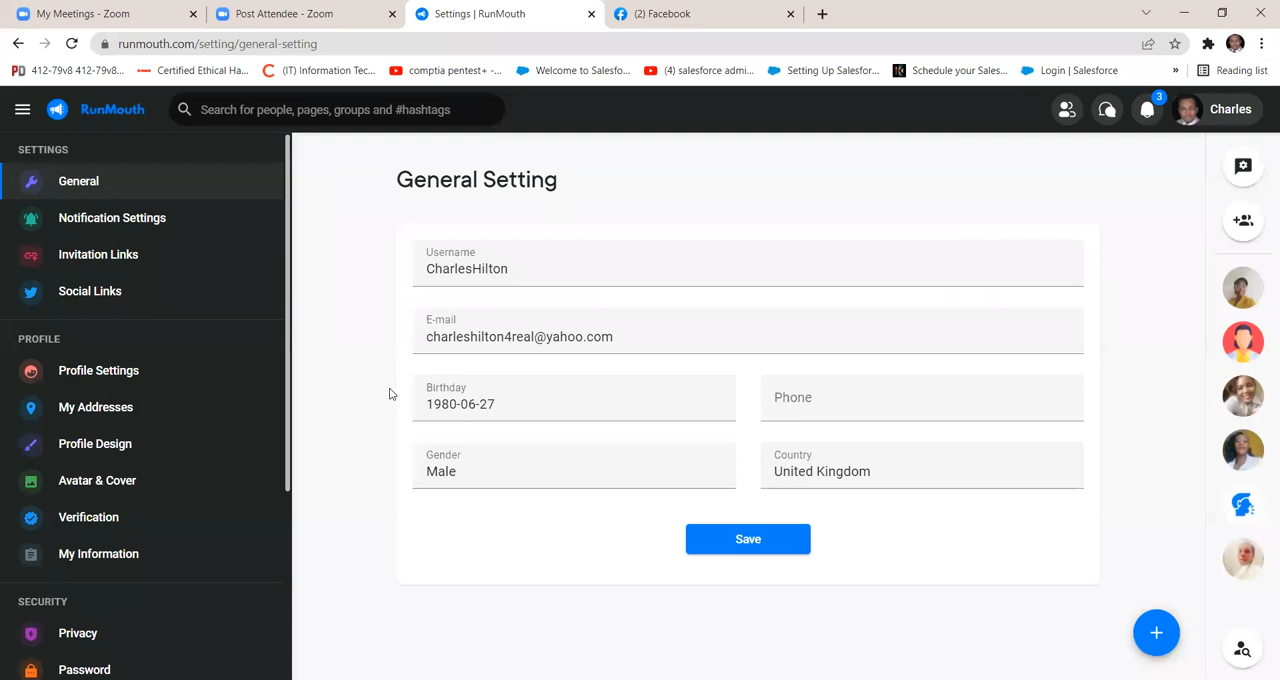 My Meetings - Zoom
Post Attendee - Zoom
Settings | RunMouth
(2) Facebook
runmouth.com/setting/general-setting
PD 412-79v8 412-79v8...
Certified Ethical Ha...
(IT) Information Tec...
comptia pentest+ -...
Welcome to Salesfo...
(4) salesforce admi...
Setting Up Salesfor...
Schedule your Sales...
Login | Salesforce
»
Reading list
RunMouth
Search for people, pages, groups and #hashtags
3
Charles
SETTINGS
General
Notification Settings
Invitation Links
Social Links
PROFILE
Profile Settings
My Addresses
Profile Design
Avatar & Cover
Verification
My Information
SECURITY
Privacy
Password
General Setting
Username
CharlesHilton
E-mail
charleshilton4real@yahoo.com
Birthday
1980-06-27
Phone
Gender
Male
Country
United Kingdom
Save